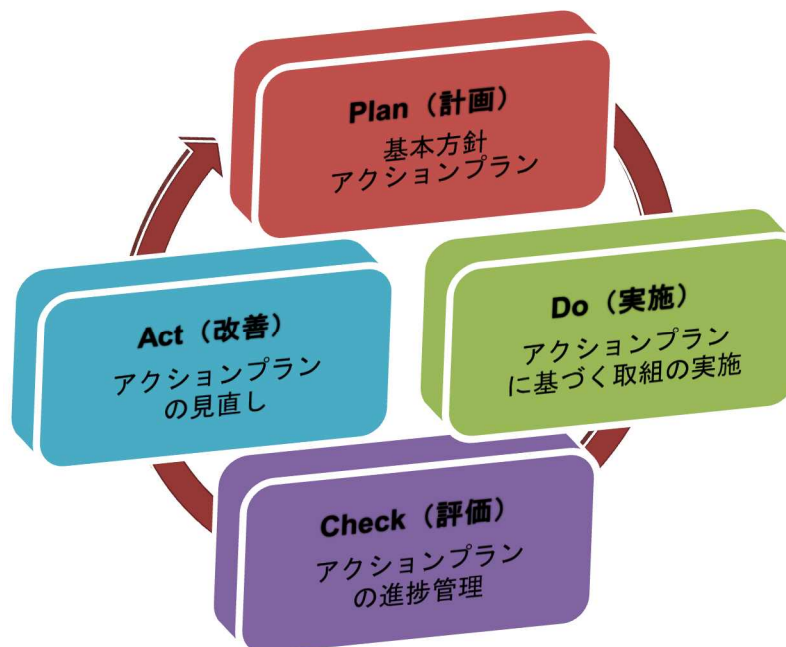 Plan（計画）
基本方針
アクションプラン
Do（実施）
アクションプラン
に基づく取組の実施
Check（評価）
アクションプラン
の進捗管理
Act（改善）
アクションプラン
の見直し